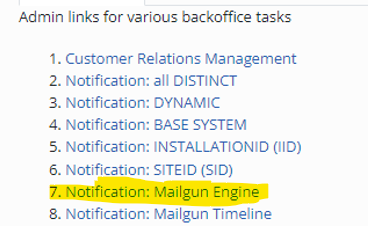 Admin links for various backoffice tasks
1. Customer Relations Management
2. Notification: all DISTINCT
3. Notification: DYNAMIC
4. Notification: BASE SYSTEM
5. Notification: INSTALLATIONID (IID)
6. Notification: SITEID (SID)
7. Notification: Mailgun Engine
8. Notification: Mailgun Timeline